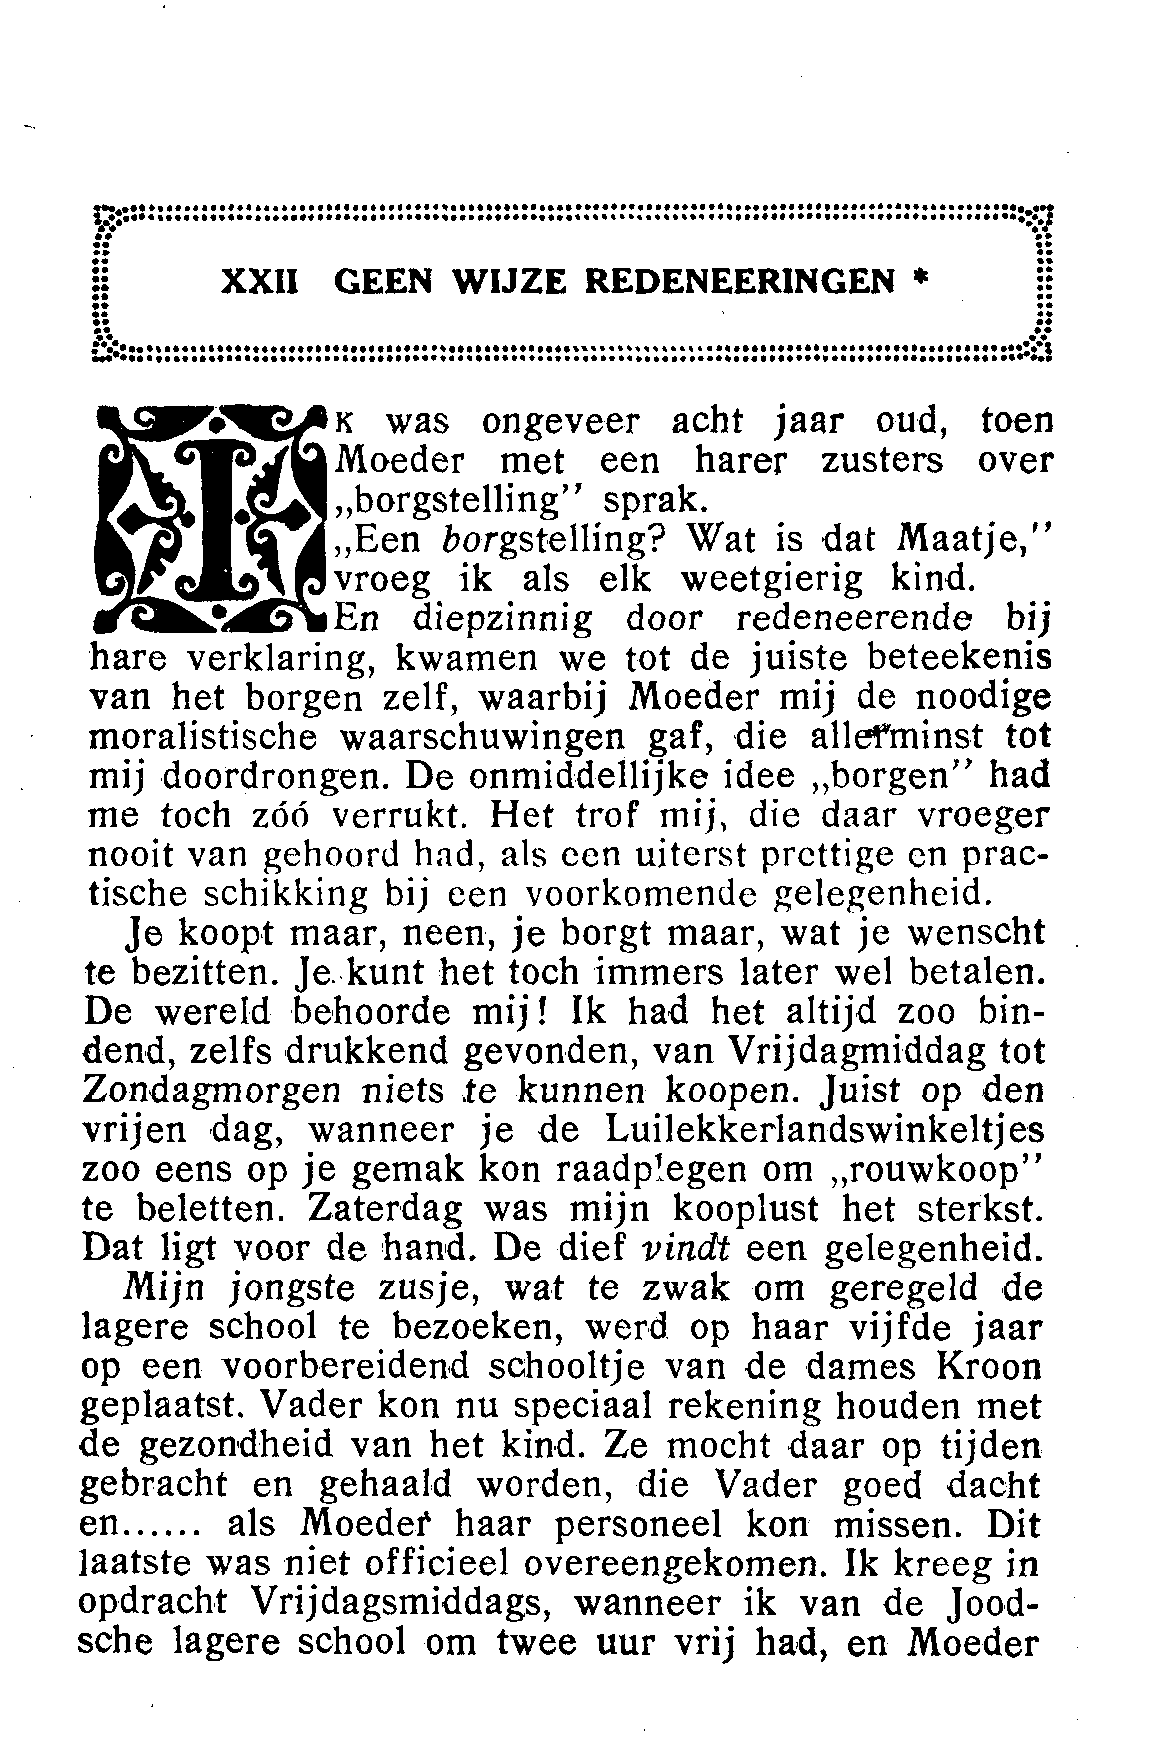 XXII GEEN WIJZE REDENEERINGEN *
IK was ongeveer acht jaar oud, toen
Moeder met een harer zusters over
„borgstelling” sprak.
„Een borgstelling? Wat is dat Maatje,”
vroeg ik als elk weetgierig kind.
En diepzinnig door redeneerende bij
hare verklaring, kwamen we tot de juiste beteekenis
van het borgen zelf, waarbij Moeder mij de noodige
moralistische waarschuwingen gaf, die allerminst tot
mij doordrongen. De onmiddellijke idee „borgen” had
me toch zóó verrukt. Het trof mij, die daar vroeger
nooit van gehoord had, als een uiterst prettige en prac-
tische schikking bij een voorkomende gelegenheid.
Je koopt maar, neen, je borgt maar, wat je wenscht
te bezitten. Je kunt het toch immers later wel betalen.
De wereld behoorde mij! Ik had het altijd zoo bin-
dend, zelfs drukkend gevonden, van Vrijdagmiddag tot
Zondagmorgen niets te kunnen koopen. Juist op den
vrijen dag, wanneer je de Luilekkerlandswinkeltjes
zoo eens op je gemak kon raadplegen om „rouwkoop”
te beletten. Zaterdag was mijn kooplust het sterkst.
Dat ligt voor de hand. De dief vindt een gelegenheid.
Mijn jongste zusje, wat te zwak om geregeld de
lagere school te bezoeken, werd op haar vijfde jaar
op een voorbereidend schooltje van de dames Kroon
geplaatst. Vader kon nu speciaal rekening houden met
de gezondheid van het kind. Ze mocht daar op tijden
gebracht en gehaald worden, die Vader goed dacht
en...... als Moeder haar personeel kon missen. Dit
laatste was niet officieel overeengekomen. Ik kreeg in
opdracht Vrijdagsmiddags, wanneer ik van de Jood-
sche lagere school om twee uur vrij had, en Moeder